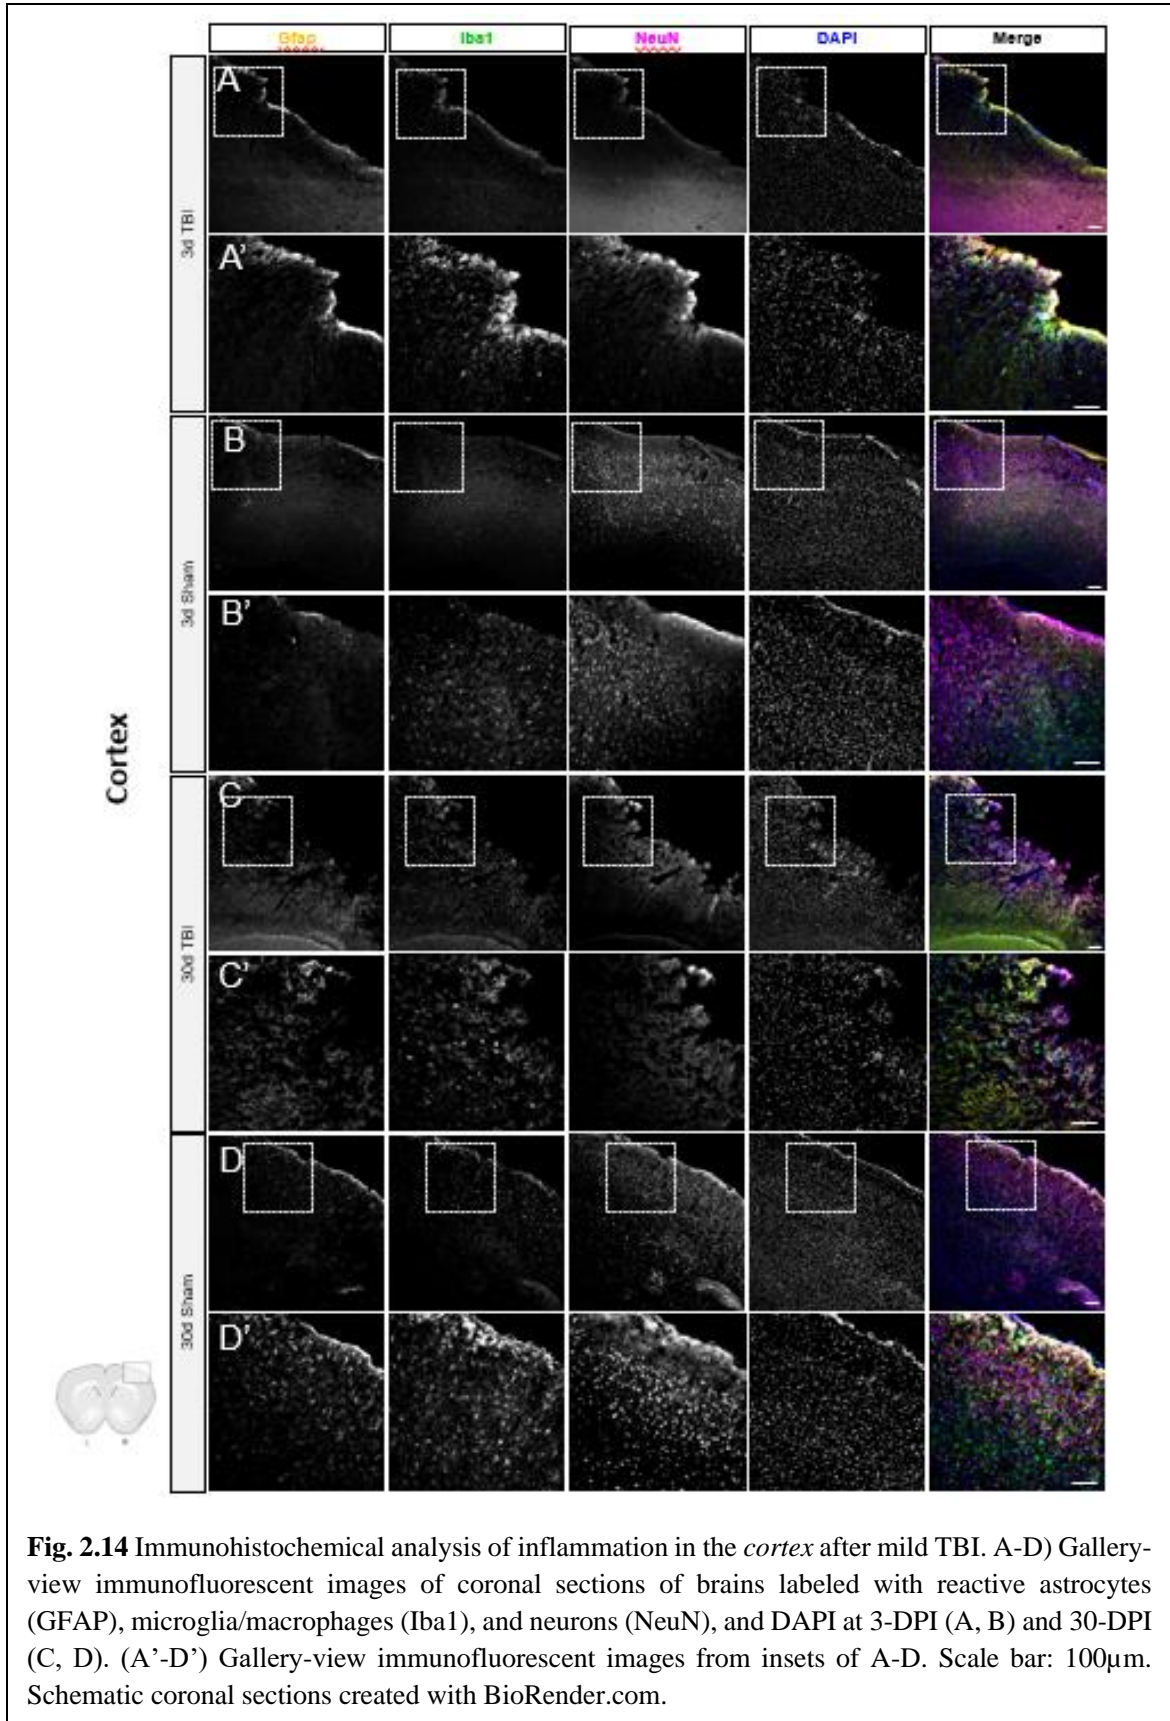 Gfap Iba1 NeuN DAPI Merge
A
3d TBI
A'
B
3d Sham
B'
Cortex
C
30d TBI
C'
D
30d Sham
D'
Fig. 2.14 Immunohistochemical analysis of inflammation in the cortex after mild TBI. A-D) Gallery-
view immunofluorescent images of coronal sections of brains labeled with reactive astrocytes
(GFAP), microglia/macrophages (Iba1), and neurons (NeuN), and DAPI at 3-DPI (A, B) and 30-DPI
(C, D). (A’-D’) Gallery-view immunofluorescent images from insets of A-D. Scale bar: 100µm.
Schematic coronal sections created with BioRender.com.